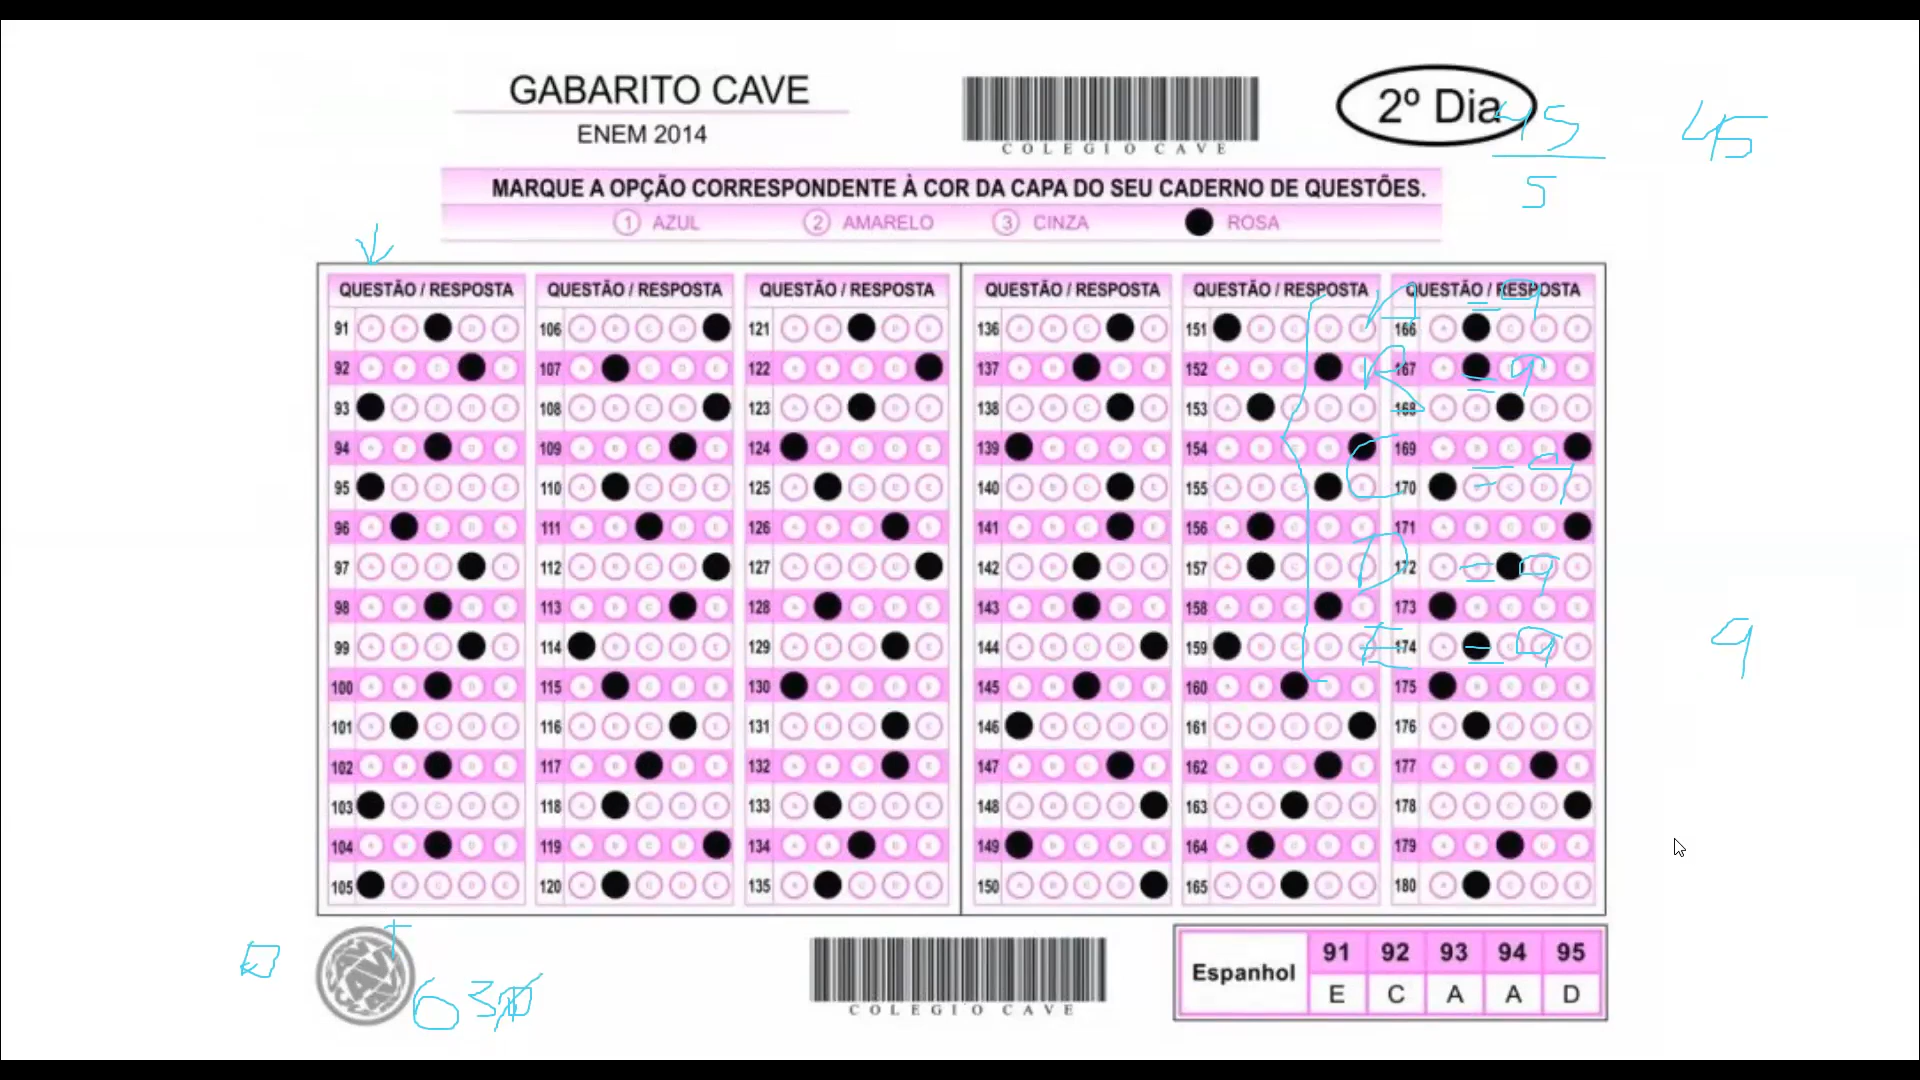 GABARITO CAVE
ENEM 2014
COLEGIO CAVE
2º Dia
45
5
45
MARQUE A OPÇÃO CORRESPONDENTE À COR DA CAPA DO SEU CADERNO DE QUESTÕES.
1 AZUL 2 AMARELO 3 CINZA ROSA
QUESTÃO / RESPOSTA QUESTÃO / RESPOSTA QUESTÃO / RESPOSTA QUESTÃO / RESPOSTA QUESTÃO / RESPOSTA QUESTÃO / RESPOSTA
91 106 121 136 151 166
A = 9
92 107 122 137 152 167
B = 9
93 108 123 138 153 168
94 109 124 139 154 169
C = 9
95 110 125 140 155 170
96 111 126 141 156 171
97 112 127 142 157 172
D = 9
98 113 128 143 158 173
99 114 129 144 159 174
E = 9
9
100 115 130 145 160 175
101 116 131 146 161 176
102 117 132 147 162 177
103 118 133 148 163 178
104 119 134 149 164 179
105 120 135 150 165 180
630
COLEGIO CAVE
Espanhol 91 92 93 94 95
E C A A D